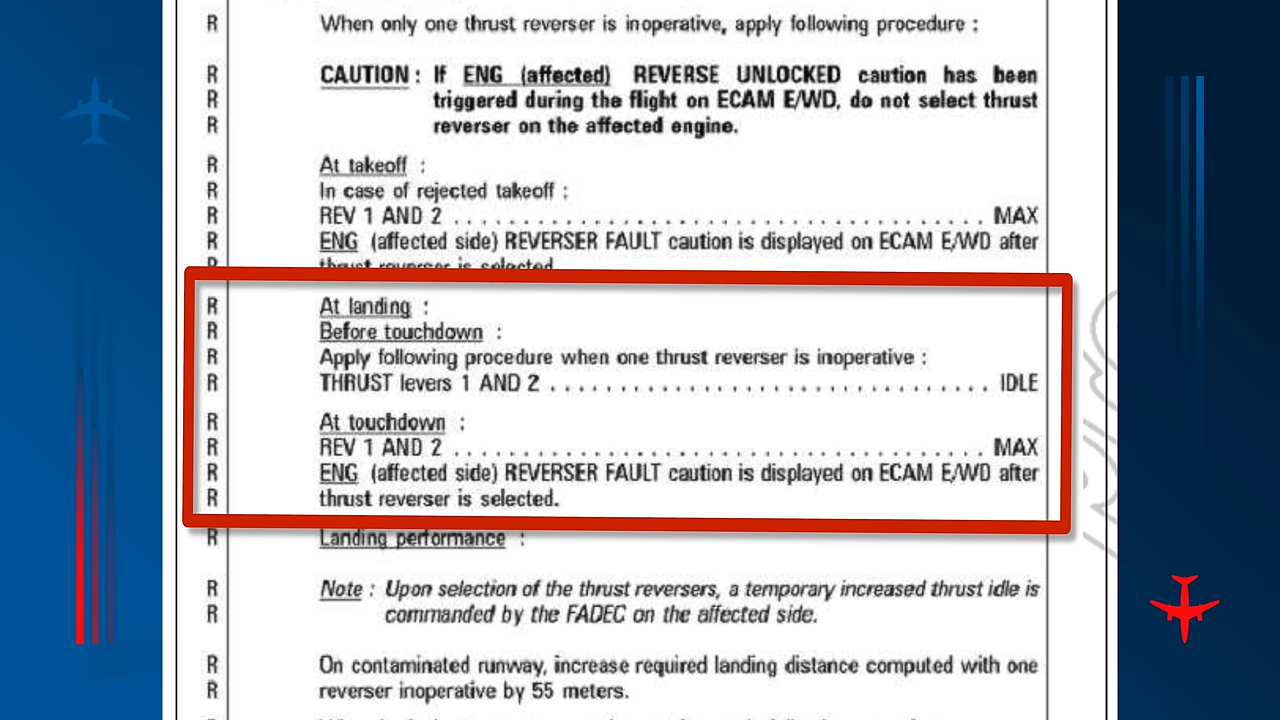 R When only one thrust reverser is inoperative, apply following procedure :
R CAUTION : If ENG (affected) REVERSE UNLOCKED caution has been
R triggered during the flight on ECAM E/WD, do not select thrust
R reverser on the affected engine.
R At takeoff :
R In case of rejected takeoff :
R REV 1 AND 2 . . . . . . . . . . . . . . . . . . . . . . . . . . . . . . . . . . . . . . . MAX
R ENG (affected side) REVERSER FAULT caution is displayed on ECAM E/WD after
R thrust reverser is selected.
R At landing :
R Before touchdown :
R Apply following procedure when one thrust reverser is inoperative :
R THRUST levers 1 AND 2 . . . . . . . . . . . . . . . . . . . . . . . . . . . . . . . . IDLE
R At touchdown :
R REV 1 AND 2 . . . . . . . . . . . . . . . . . . . . . . . . . . . . . . . . . . . . . . . MAX
R ENG (affected side) REVERSER FAULT caution is displayed on ECAM E/WD after
R thrust reverser is selected.
R Landing performance :
R Note : Upon selection of the thrust reversers, a temporary increased thrust idle is
R commanded by the FADEC on the affected side.
R On contaminated runway, increase required landing distance computed with one
R reverser inoperative by 55 meters.